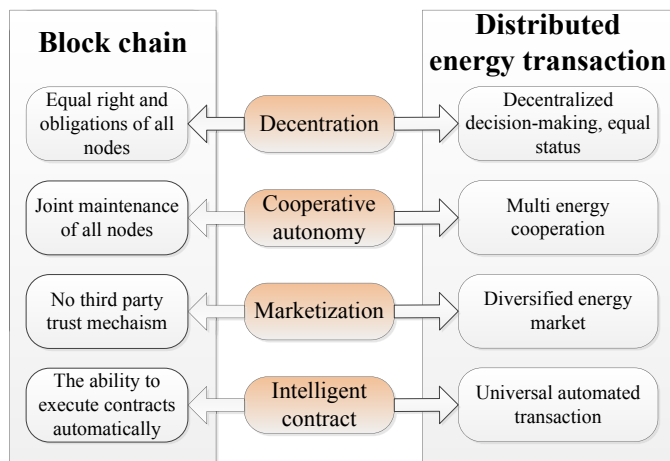 Block chain
Distributed
energy transaction
Equal right and
obligations of all
nodes
Decentration
Decentralized
decision-making, equal
status
Joint maintenance
of all nodes
Cooperative
autonomy
Multi energy
cooperation
No third party
trust mechaism
Marketization
Diversified energy
market
The ability to
execute contracts
automatically
Intelligent
contract
Universal automated
transaction